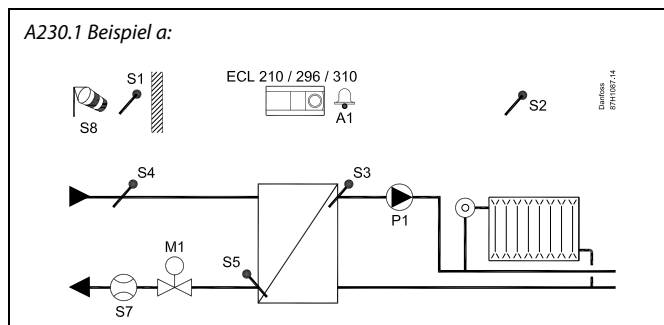 A230.1 Beispiel a:
ECL 210 / 296 / 310
S1
S8
A1
S2
Danfoss
87H1067.14
S4
S3
P1
M1
S5
S7